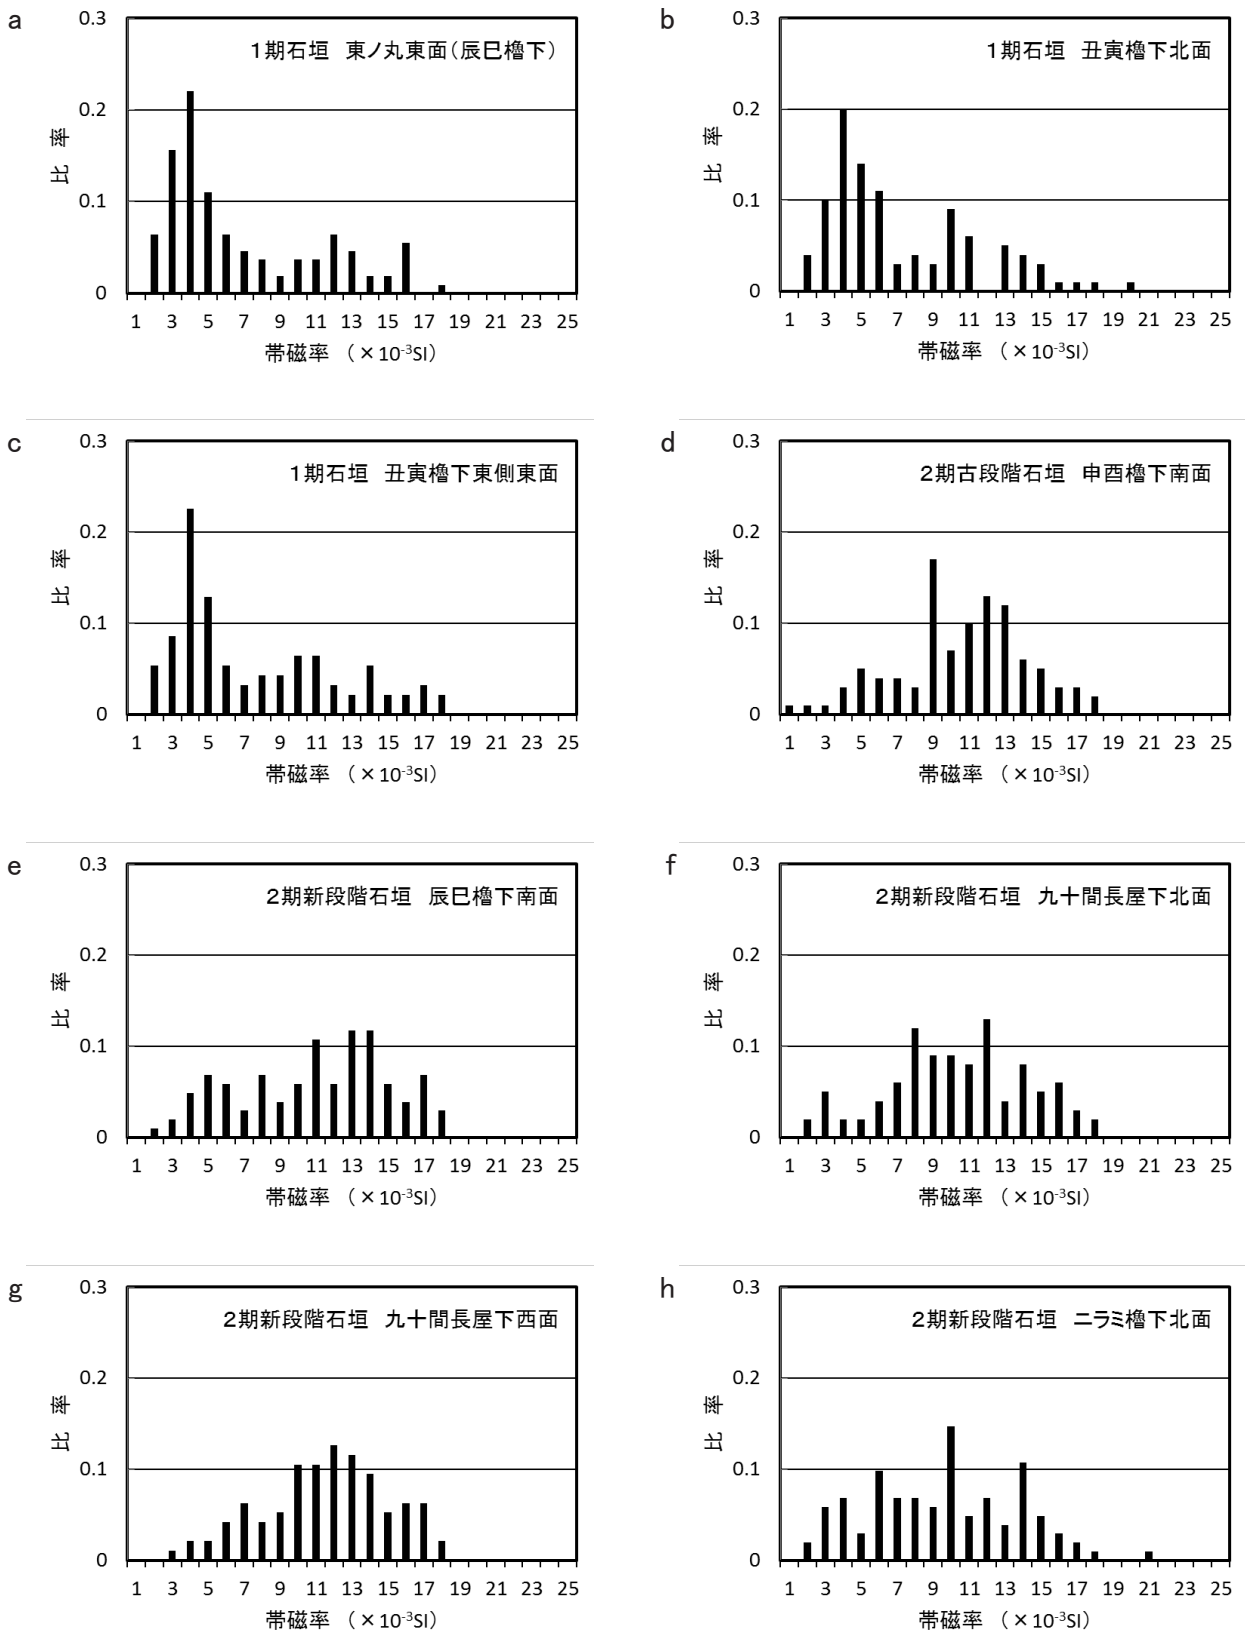 a
0.3
1期石垣　東ノ丸東面（辰巳櫓下）
0.2
比　率
0.1
0
1 3 5 7 9 11 13 15 17 19 21 23 25
帯磁率（×10-3SI）
b
0.3
1期石垣　丑寅櫓下北面
0.2
比　率
0.1
0
1 3 5 7 9 11 13 15 17 19 21 23 25
帯磁率（×10-3SI）
c
0.3
1期石垣　丑寅櫓下東側東面
0.2
比　率
0.1
0
1 3 5 7 9 11 13 15 17 19 21 23 25
帯磁率（×10-3SI）
d
0.3
2期古段階石垣　申酉櫓下南面
0.2
比　率
0.1
0
1 3 5 7 9 11 13 15 17 19 21 23 25
帯磁率（×10-3SI）
e
0.3
2期新段階石垣　辰巳櫓下南面
0.2
比　率
0.1
0
1 3 5 7 9 11 13 15 17 19 21 23 25
帯磁率（×10-3SI）
f
0.3
2期新段階石垣　九十間長屋下北面
0.2
比　率
0.1
0
1 3 5 7 9 11 13 15 17 19 21 23 25
帯磁率（×10-3SI）
g
0.3
2期新段階石垣　九十間長屋下西面
0.2
比　率
0.1
0
1 3 5 7 9 11 13 15 17 19 21 23 25
帯磁率（×10-3SI）
h
0.3
2期新段階石垣　ニラミ櫓下北面
0.2
比　率
0.1
0
1 3 5 7 9 11 13 15 17 19 21 23 25
帯磁率（×10-3SI）